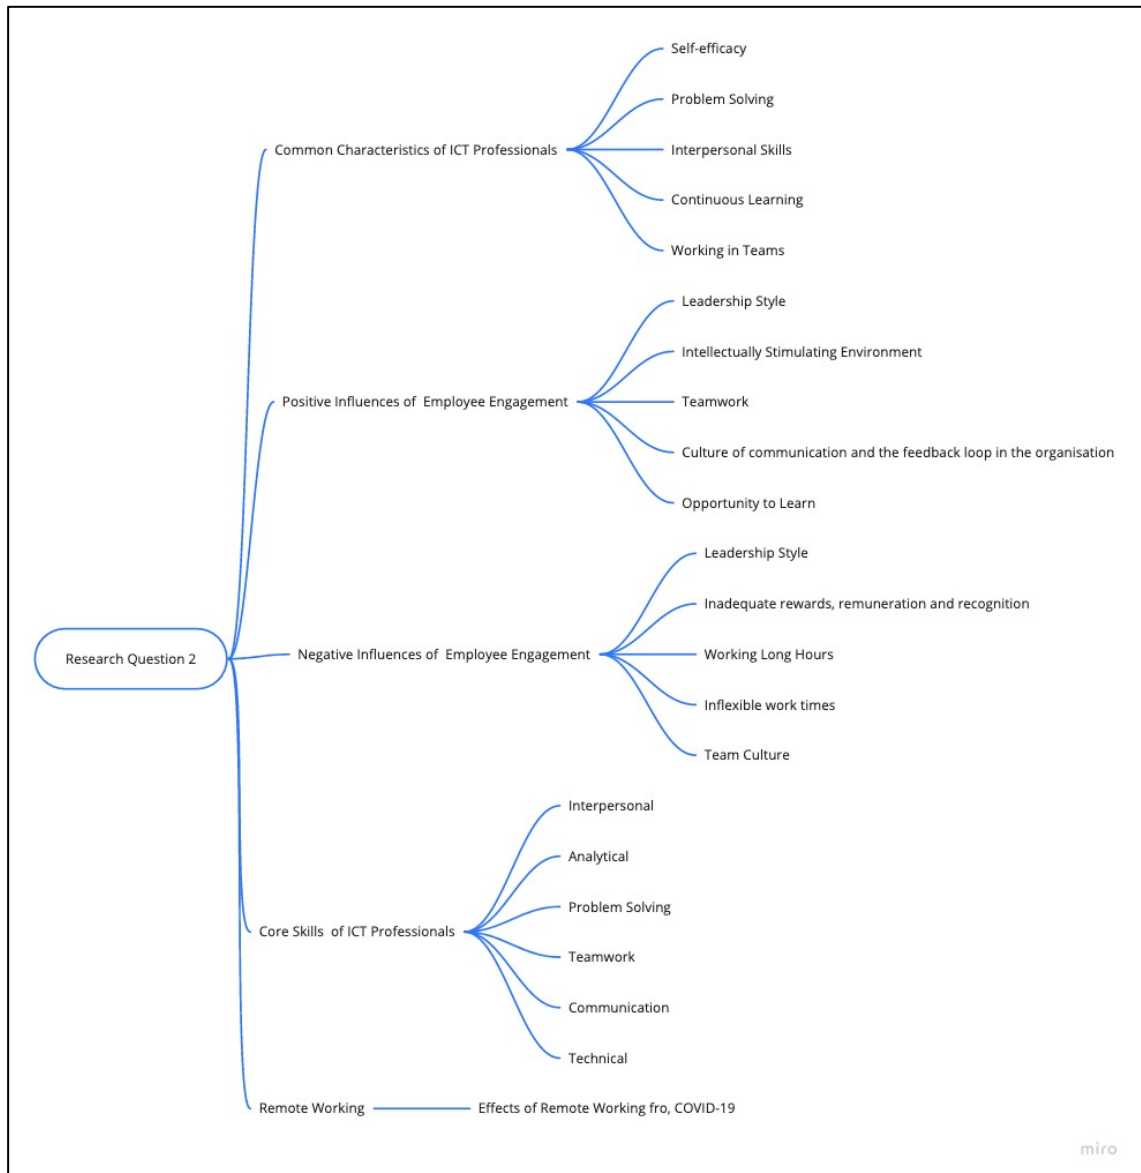 Research Question 2
Common Characteristics of ICT Professionals
Self-efficacy
Problem Solving
Interpersonal Skills
Continuous Learning
Working in Teams
Positive Influences of  Employee Engagement
Leadership Style
Intellectually Stimulating Environment
Teamwork
Culture of communication and the feedback loop in the organisation
Opportunity to Learn
Negative Influences of  Employee Engagement
Leadership Style
Inadequate rewards, remuneration and recognition
Working Long Hours
Inflexible work times
Team Culture
Core Skills  of ICT Professionals
Interpersonal
Analytical
Problem Solving
Teamwork
Communication
Technical
Remote Working
Effects of Remote Working fro, COVID-19
miro